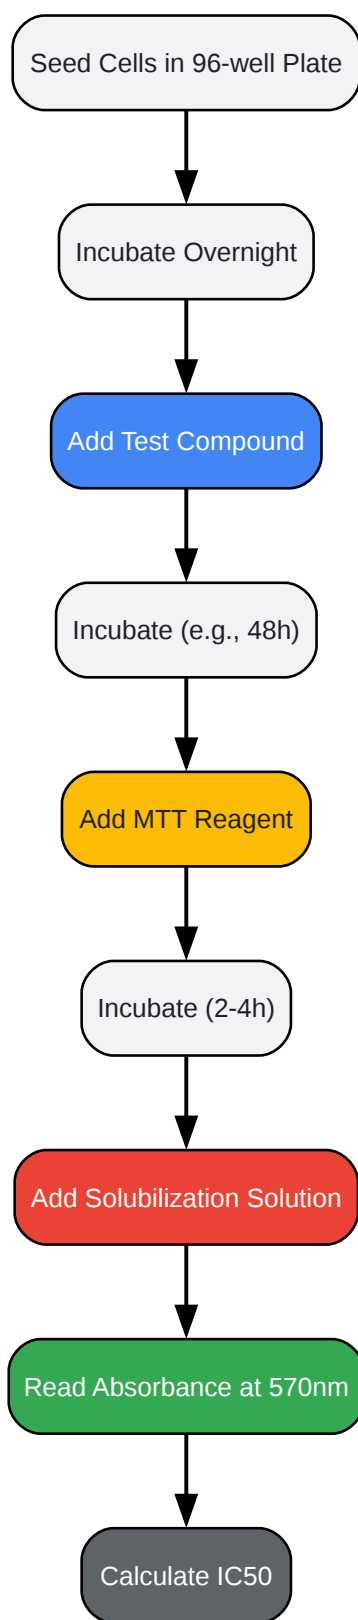 Seed Cells in 96-well Plate
Incubate Overnight
Add Test Compound
Incubate (e.g., 48h)
Add MTT Reagent
Incubate (2-4h)
Add Solubilization Solution
Read Absorbance at 570nm
Calculate IC50